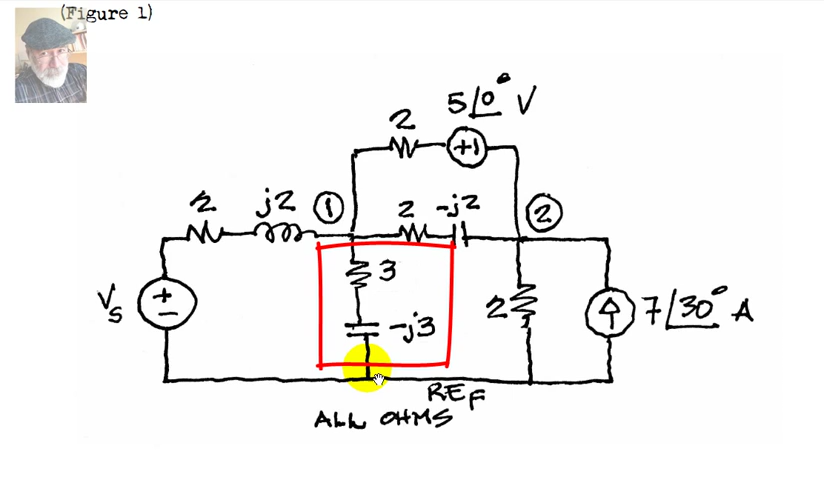 (Figure 1)
5∠0° V
2
+1
2 j2 ① 2 -j2 ②
3
Vs + − -j3 2 7∠30° A
REF
ALL OHMS